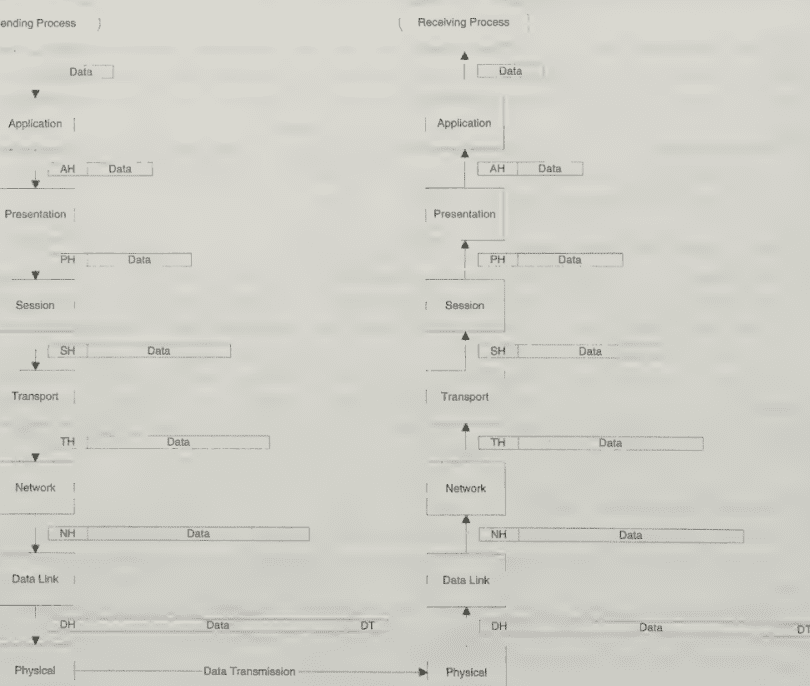 ending Process
Receiving Process
Data
Data
Application
Application
AH Data
AH Data
Presentation
Presentation
PH Data
PH Data
Session
Session
SH Data
SH Data
Transport
Transport
TH Data
TH Data
Network
Network
NH Data
NH Data
Data Link
Data Link
DH Data DT
DH Data DT
Physical
Data Transmission
Physical